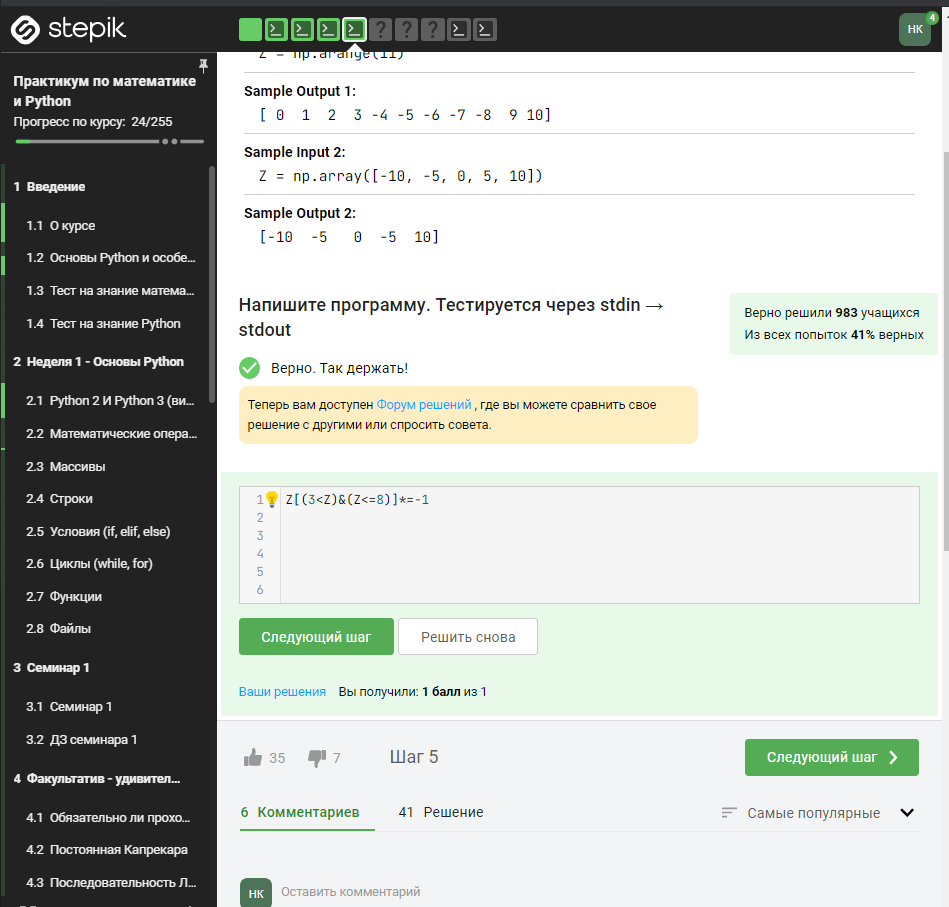 stepik
? ? ?
НК
4
Практикум по математике
и Python
Прогресс по курсу: 24/255
1 Введение
1.1 О курсе
1.2 Основы Python и особе...
1.3 Тест на знание матема...
1.4 Тест на знание Python
2 Неделя 1 - Основы Python
2.1 Python 2 И Python 3 (ви...
2.2 Математические опера...
2.3 Массивы
2.4 Строки
2.5 Условия (if, elif, else)
2.6 Циклы (while, for)
2.7 Функции
2.8 Файлы
3 Семинар 1
3.1 Семинар 1
3.2 ДЗ семинара 1
4 Факультатив - удивител...
4.1 Обязательно ли прохо...
4.2 Постоянная Капрекара
4.3 Последовательность Л...
Z = np.arange(11)
Sample Output 1:
[ 0 1 2 3 -4 -5 -6 -7 -8 9 10]
Sample Input 2:
Z = np.array([-10, -5, 0, 5, 10])
Sample Output 2:
[-10 -5 0 -5 10]
Напишите программу. Тестируется через stdin →
stdout
Верно решили 983 учащихся
Из всех попыток 41% верных
Верно. Так держать!
Теперь вам доступен Форум решений , где вы можете сравнить свое
решение с другими или спросить совета.
1 Z[(3<Z)&(Z<=8)]*=-1
2
3
4
5
6
Следующий шаг
Решить снова
Ваши решения Вы получили: 1 балл из 1
35 7 Шаг 5
Следующий шаг
6 Комментариев 41 Решение
Самые популярные
НК
Оставить комментарий